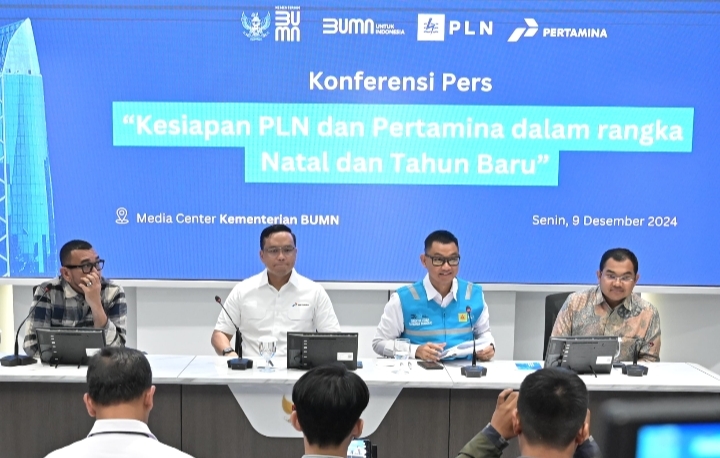 BUMN
BUMN UNTUK INDONESIA
PLN
PERTAMINA
Konferensi Pers
“Kesiapan PLN dan Pertamina dalam rangka
Natal dan Tahun Baru”
Media Center Kementerian BUMN
Senin, 9 Desember 2024